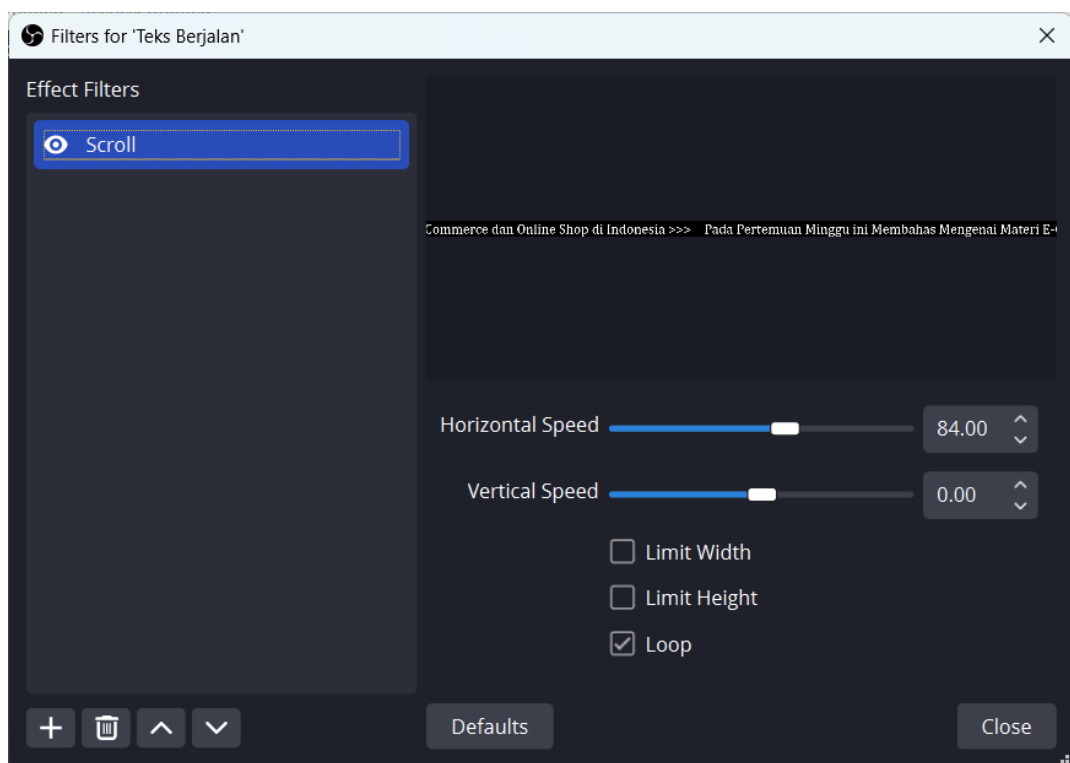 Filters for 'Teks Berjalan'
Effect Filters
Scroll
Commerce dan Online Shop di Indonesia >>> Pada Pertemuan Minggu ini Membahas Mengenai Materi E-
Horizontal Speed 84.00
Vertical Speed 0.00
Limit Width
Limit Height
Loop
Defaults
Close